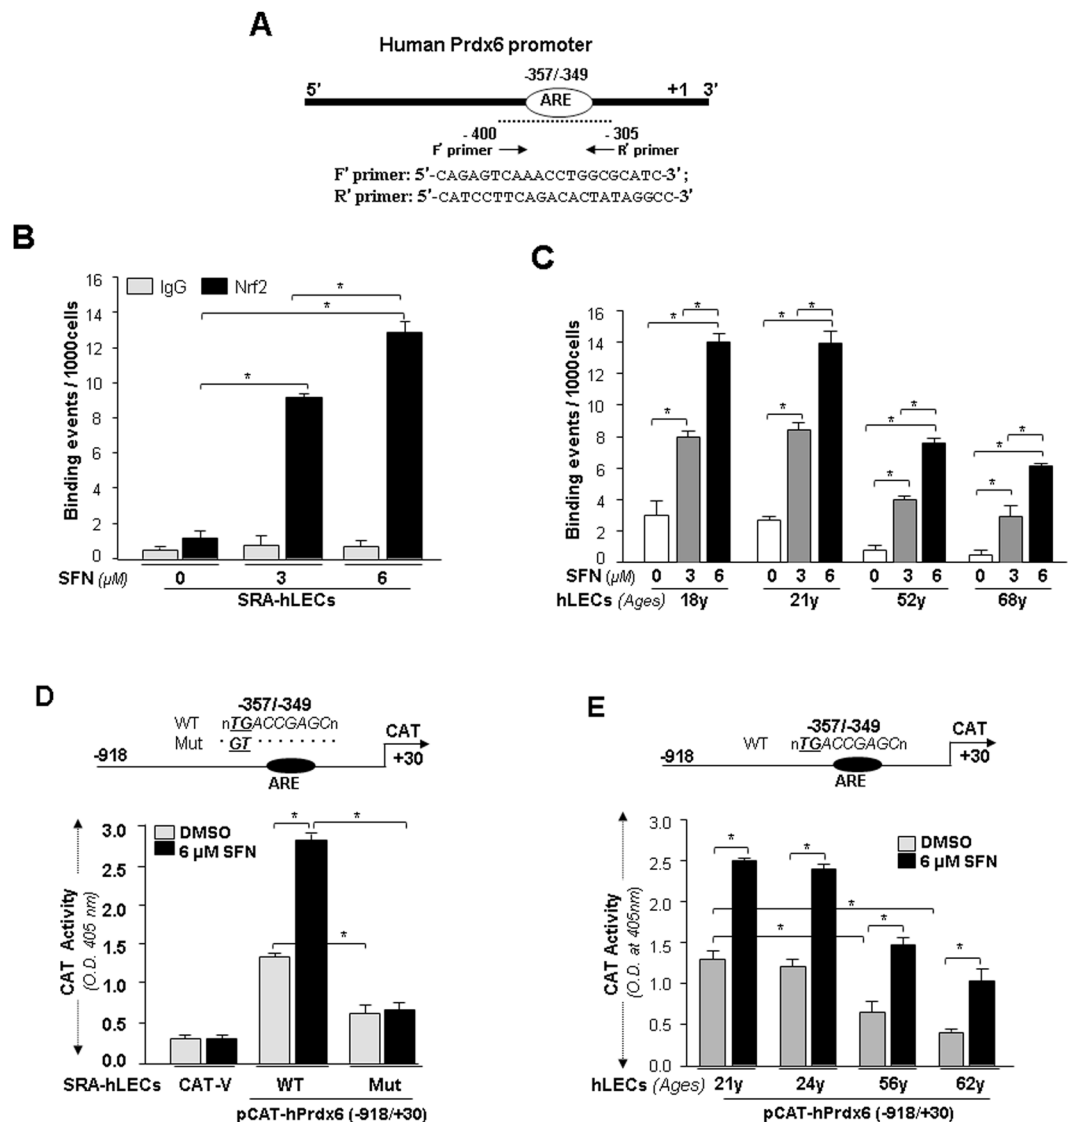 A
Human Prdx6 promoter
-357/-349
5' ARE +1 3'
- 400 - 305
F' primer R' primer
F' primer: 5'-CAGAGTCAAACCTGGCGCATC-3' ;
R' primer: 5'-CATCCTTCAGACACTATAGGCC-3'
B
IgG Nrf2
Binding events / 1000cells
16
14
12
10
8
6
4
2
0
* * *
SFN (µM) 0 3 6
SRA-hLECs
C
Binding events / 1000cells
16
14
12
10
8
6
4
2
0
* * * * * * * * * * * *
SFN (µM) 0 3 6 0 3 6 0 3 6 0 3 6
hLECs (Ages) 18y 21y 52y 68y
D
-357/-349
WT nTGACCGAGCn
Mut GT . . . . . . . .
CAT
-918 +30
ARE
DMSO
6 µM SFN
CAT Activity
(O.D. 405 nm)
3.0
2.5
2.0
1.5
1.0
0.5
0.0
* * *
SRA-hLECs CAT-V WT Mut
pCAT-hPrdx6 (-918/+30)
E
-357/-349
WT nTGACCGAGCn
CAT
-918 +30
ARE
DMSO
6 µM SFN
CAT Activity
(O.D. at 405nm)
3.0
2.5
2.0
1.5
1.0
0.5
0.0
* * * * * *
hLECs (Ages) 21y 24y 56y 62y
pCAT-hPrdx6 (-918/+30)